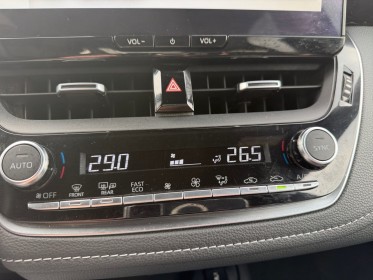 VOL- VOL+
AUTO 29.0 26.5 SYNC
OFF FRONT REAR FAST ECO